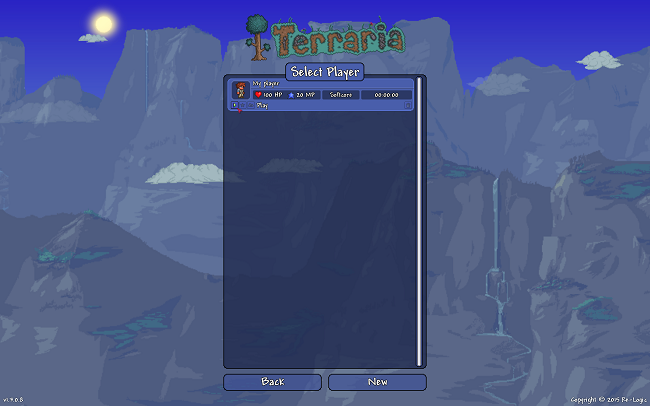 Terraria
Select Player
My player
100 HP 20 MP Softcore 00:00:00
Play
Back New
v1.3.0.8 Copyright © 2015 Re-Logic